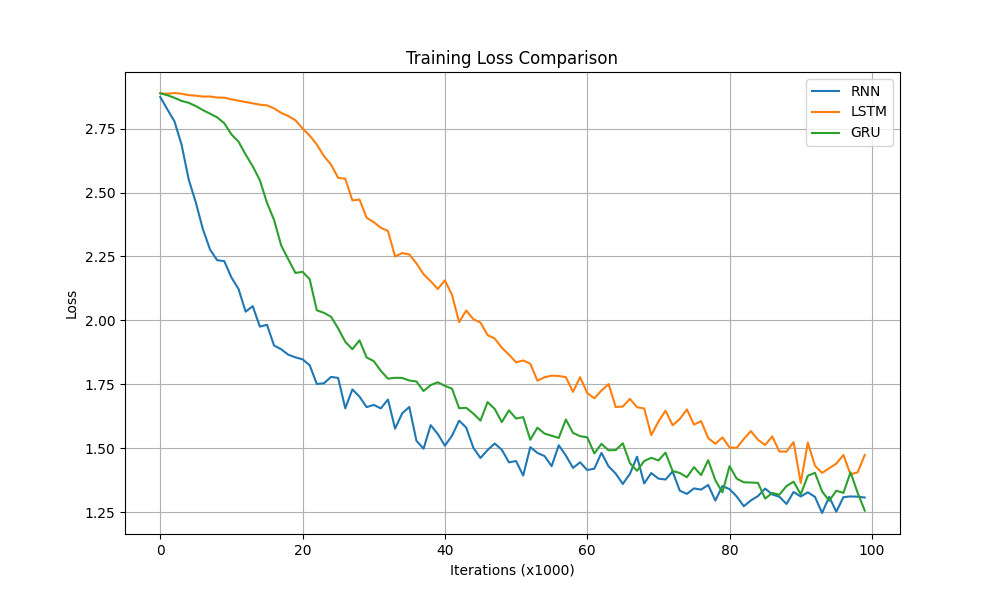 Training Loss Comparison
RNN
LSTM
GRU
2.75
2.50
2.25
2.00
1.75
1.50
1.25
Loss
0 20 40 60 80 100
Iterations (x1000)